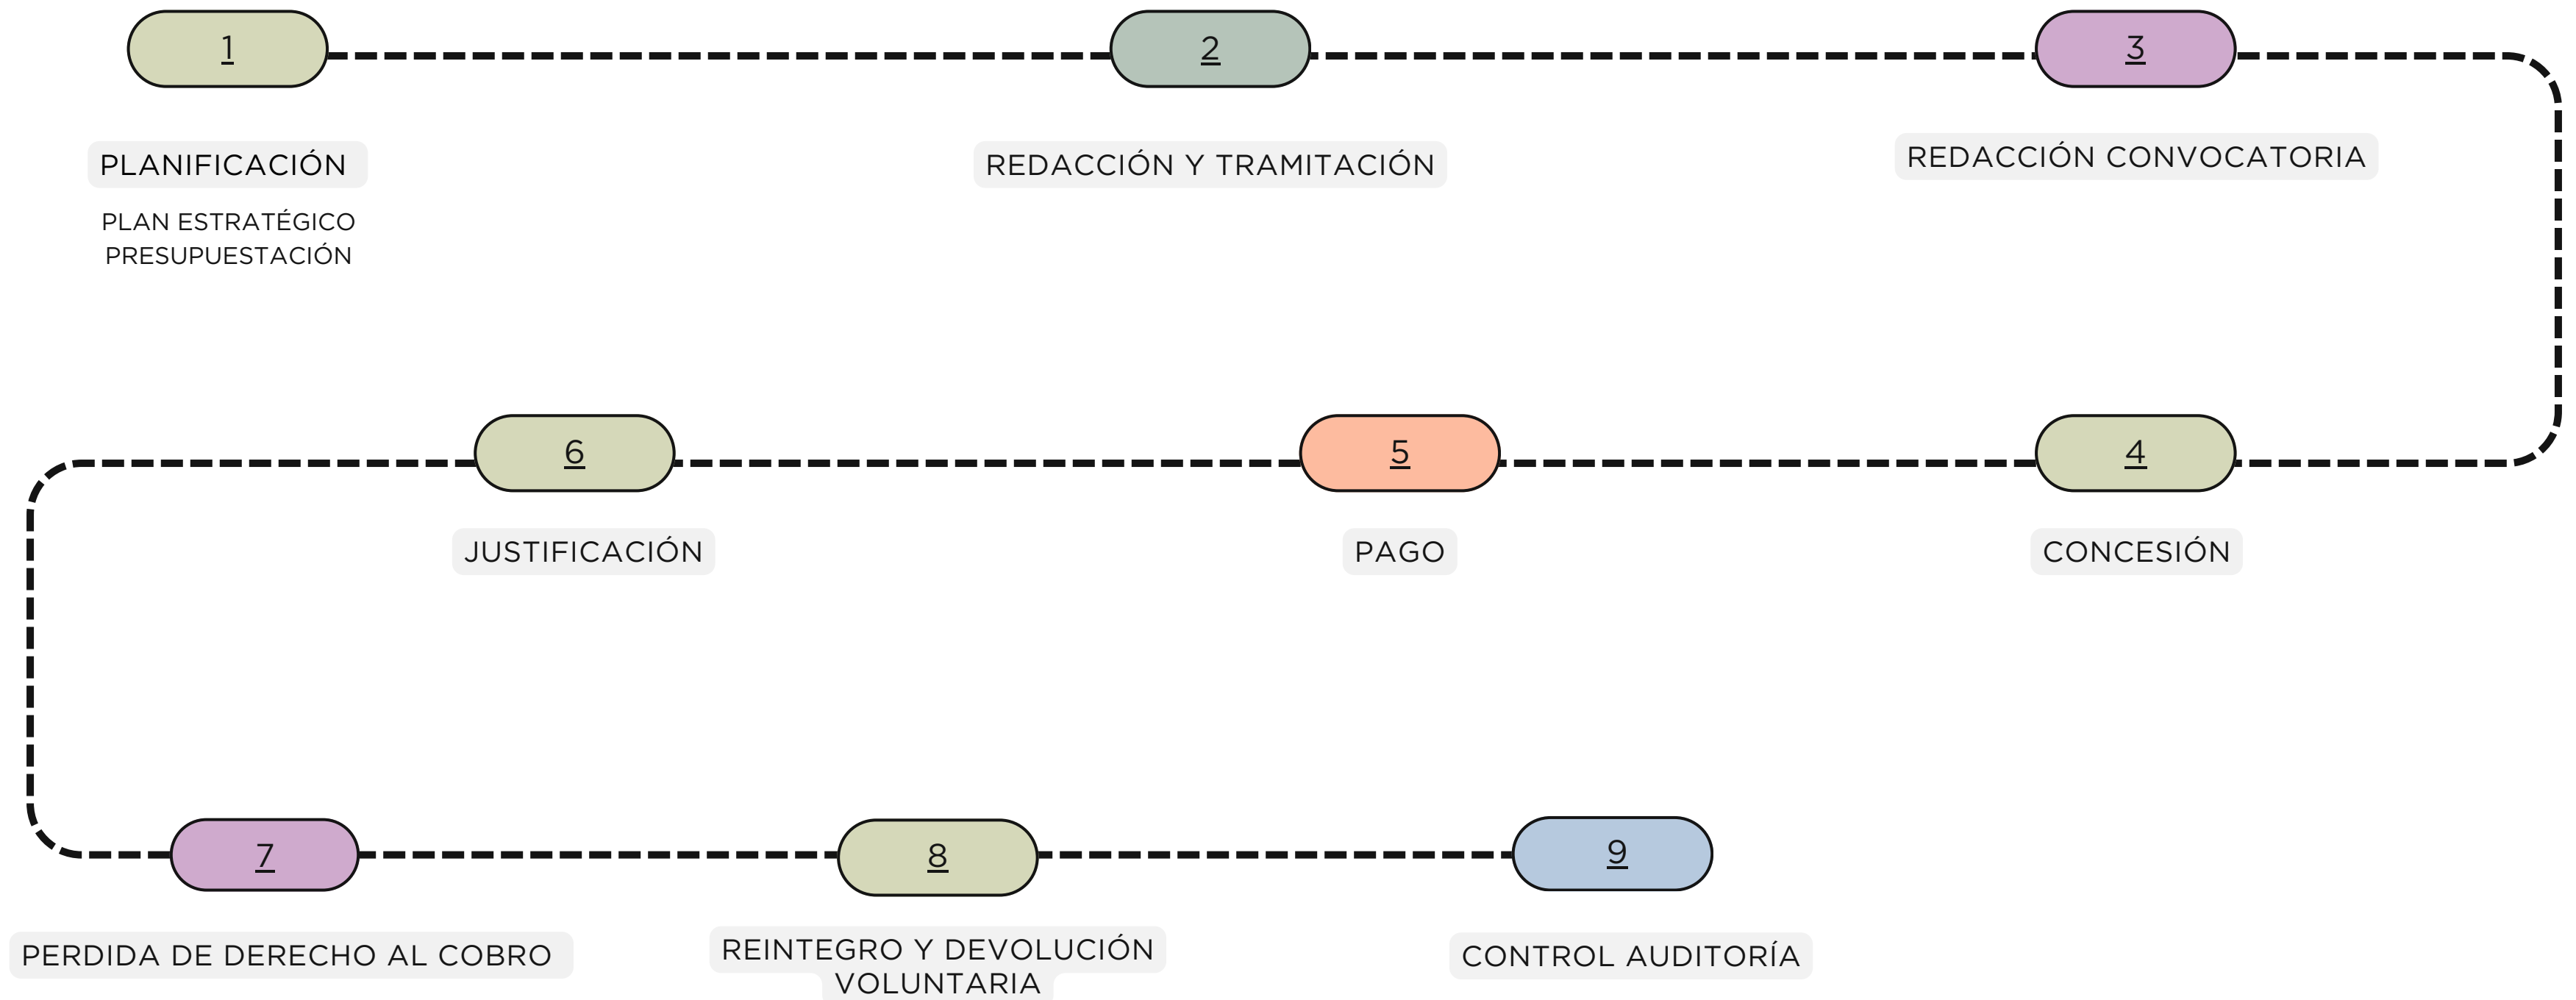 1
2
3
PLANIFICACIÓN
REDACCIÓN Y TRAMITACIÓN
REDACCIÓN CONVOCATORIA
PLAN ESTRATÉGICO
PRESUPUESTACIÓN
6
5
4
JUSTIFICACIÓN
PAGO
CONCESIÓN
7
8
9
PERDIDA DE DERECHO AL COBRO
REINTEGRO Y DEVOLUCIÓN
VOLUNTARIA
CONTROL AUDITORÍA